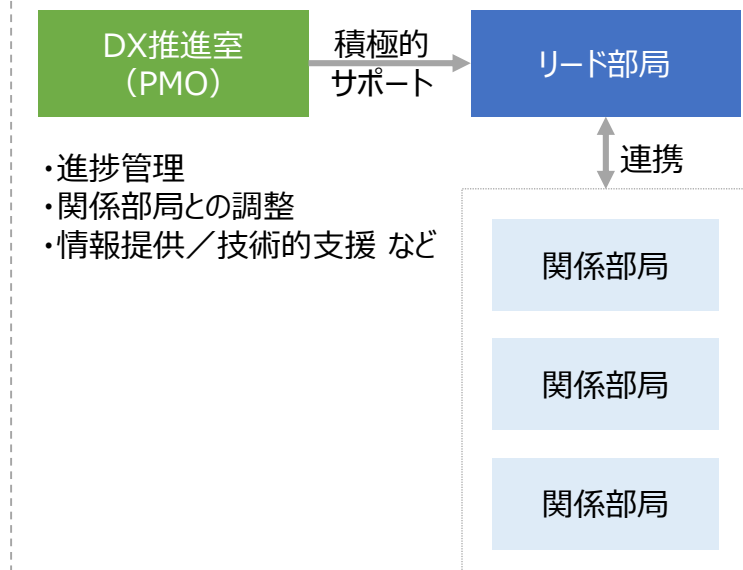 DX推進室
（PMO）
積極的
サポート
リード部局
連携
・進捗管理
・関係部局との調整
・情報提供／技術的支援 など
関係部局
関係部局
関係部局